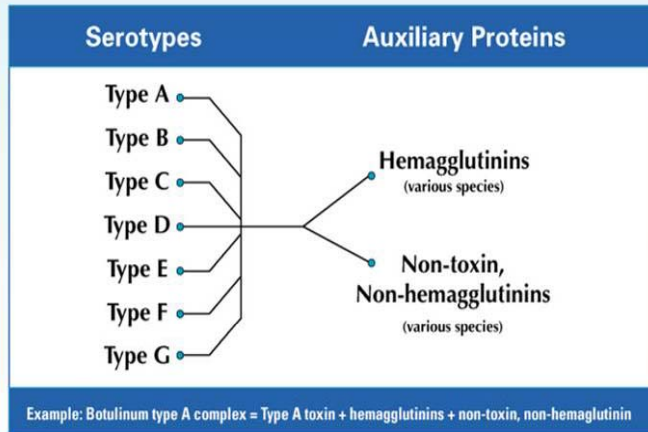 Serotypes
Auxiliary Proteins
Type A
Type B
Type C
Type D
Type E
Type F
Type G
Hemagglutinins
(various species)
Non-toxin,
Non-hemagglutinins
(various species)
Example: Botulinum type A complex = Type A toxin + hemagglutinins + non-toxin, non-hemaglutinin